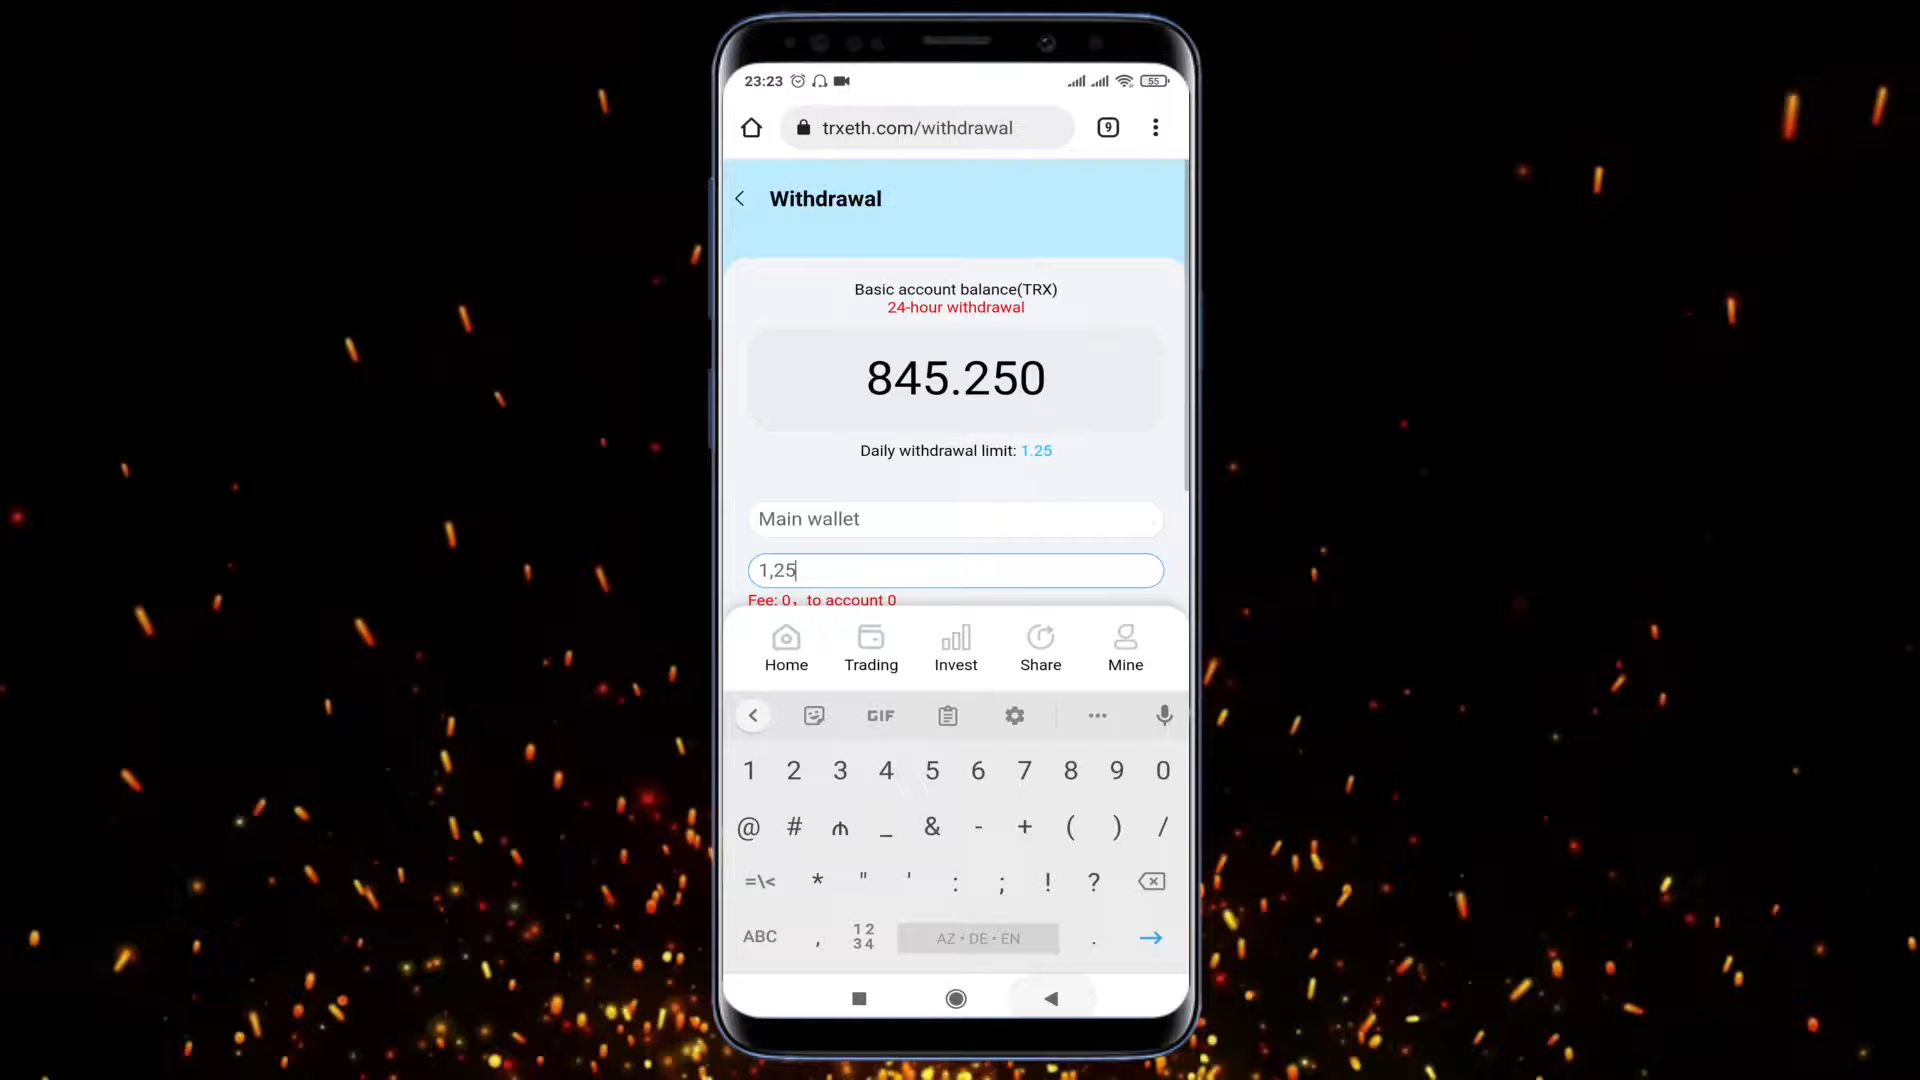 23:23 55
trxeth.com/withdrawal 9
Withdrawal
Basic account balance(TRX)
24-hour withdrawal
845.250
Daily withdrawal limit: 1.25
Main wallet
1,25
Fee: 0，to account 0
Home Trading Invest Share Mine
GIF
1 2 3 4 5 6 7 8 9 0
@ # ₼ _ & - + ( ) /
=\< * " ' : ; ! ?
ABC , 12 34 AZ • DE • EN .